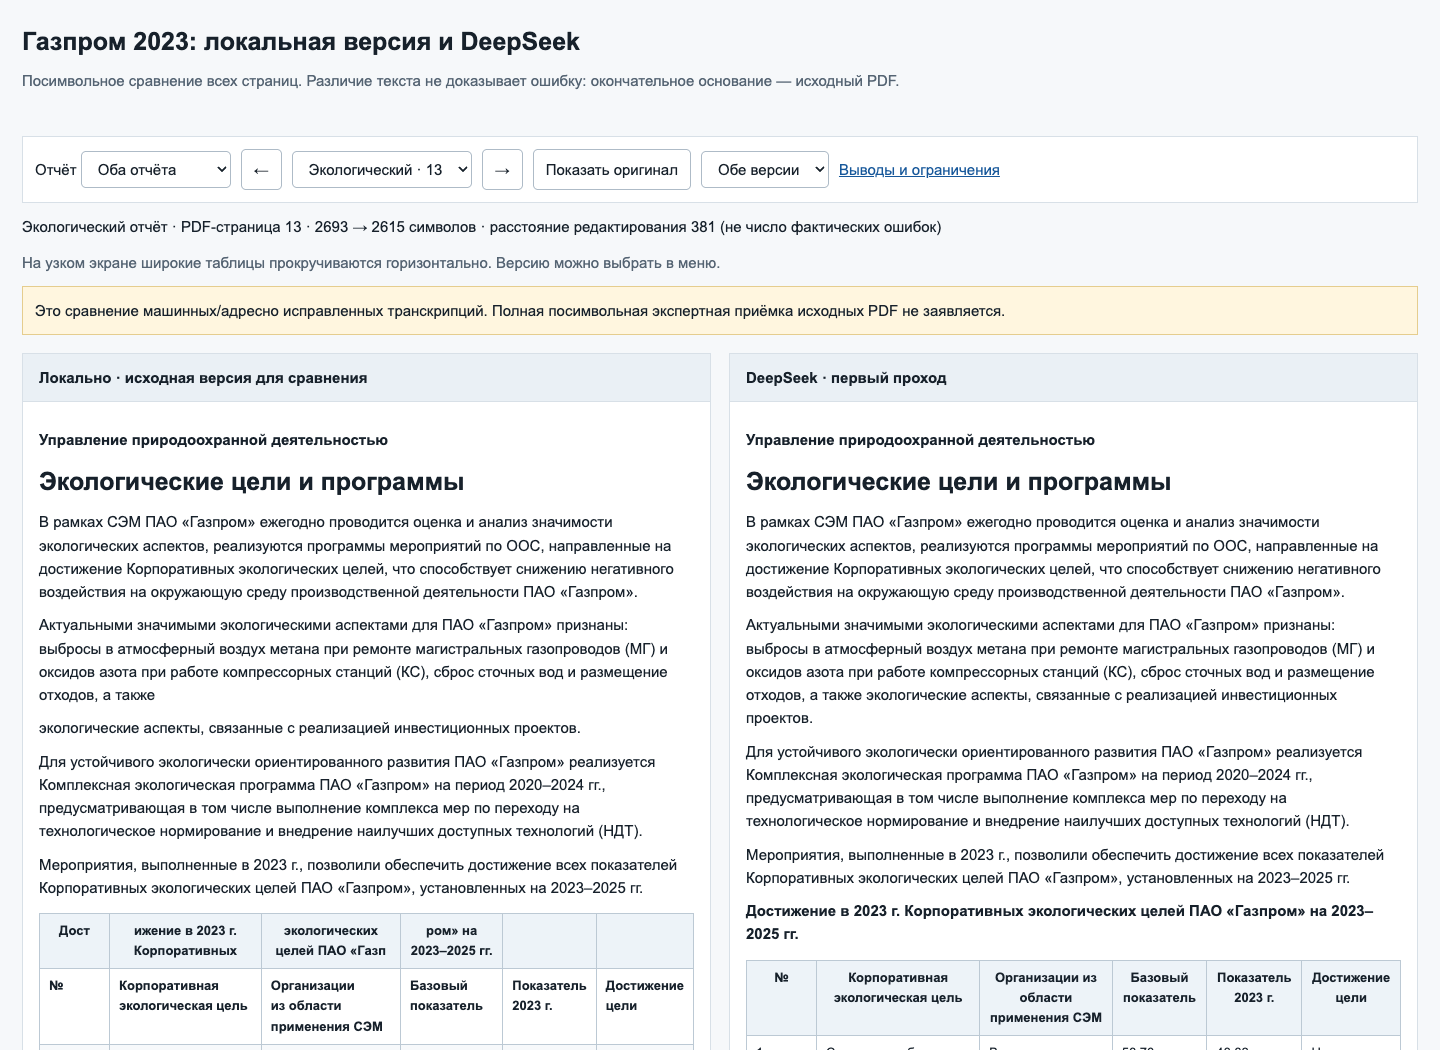 Газпром 2023: локальная версия и DeepSeek
Посимвольное сравнение всех страниц. Различие текста не доказывает ошибку: окончательное основание — исходный PDF.
Отчёт Оба отчёта ← Экологический · 13 → Показать оригинал Обе версии Выводы и ограничения
Экологический отчёт · PDF-страница 13 · 2693 → 2615 символов · расстояние редактирования 381 (не число фактических ошибок)
На узком экране широкие таблицы прокручиваются горизонтально. Версию можно выбрать в меню.
Это сравнение машинных/адресно исправленных транскрипций. Полная посимвольная экспертная приёмка исходных PDF не заявляется.
Локально · исходная версия для сравнения
Управление природоохранной деятельностью
Экологические цели и программы
В рамках СЭМ ПАО «Газпром» ежегодно проводится оценка и анализ значимости
экологических аспектов, реализуются программы мероприятий по ООС, направленные на
достижение Корпоративных экологических целей, что способствует снижению негативного
воздействия на окружающую среду производственной деятельности ПАО «Газпром».
Актуальными значимыми экологическими аспектами для ПАО «Газпром» признаны:
выбросы в атмосферный воздух метана при ремонте магистральных газопроводов (МГ) и
оксидов азота при работе компрессорных станций (КС), сброс сточных вод и размещение
отходов, а также
экологические аспекты, связанные с реализацией инвестиционных проектов.
Для устойчивого экологически ориентированного развития ПАО «Газпром» реализуется
Комплексная экологическая программа ПАО «Газпром» на период 2020–2024 гг.,
предусматривающая в том числе выполнение комплекса мер по переходу на
технологическое нормирование и внедрение наилучших доступных технологий (НДТ).
Мероприятия, выполненные в 2023 г., позволили обеспечить достижение всех показателей
Корпоративных экологических целей ПАО «Газпром», установленных на 2023–2025 гг.
Дост ижение в 2023 г. экологических ром» на
Корпоративных целей ПАО «Газп 2023–2025 гг.
№ Корпоративная Организации Базовый Показатель Достижение
экологическая цель из области показатель 2023 г. цели
применения СЭМ
DeepSeek · первый проход
Управление природоохранной деятельностью
Экологические цели и программы
В рамках СЭМ ПАО «Газпром» ежегодно проводится оценка и анализ значимости
экологических аспектов, реализуются программы мероприятий по ООС, направленные на
достижение Корпоративных экологических целей, что способствует снижению негативного
воздействия на окружающую среду производственной деятельности ПАО «Газпром».
Актуальными значимыми экологическими аспектами для ПАО «Газпром» признаны:
выбросы в атмосферный воздух метана при ремонте магистральных газопроводов (МГ) и
оксидов азота при работе компрессорных станций (КС), сброс сточных вод и размещение
отходов, а также экологические аспекты, связанные с реализацией инвестиционных
проектов.
Для устойчивого экологически ориентированного развития ПАО «Газпром» реализуется
Комплексная экологическая программа ПАО «Газпром» на период 2020–2024 гг.,
предусматривающая в том числе выполнение комплекса мер по переходу на
технологическое нормирование и внедрение наилучших доступных технологий (НДТ).
Мероприятия, выполненные в 2023 г., позволили обеспечить достижение всех показателей
Корпоративных экологических целей ПАО «Газпром», установленных на 2023–2025 гг.
Достижение в 2023 г. Корпоративных экологических целей ПАО «Газпром» на 2023–
2025 гг.
№ Корпоративная Организации из Базовый Показатель Достижение
экологическая цель области показатель 2023 г. цели
применения СЭМ